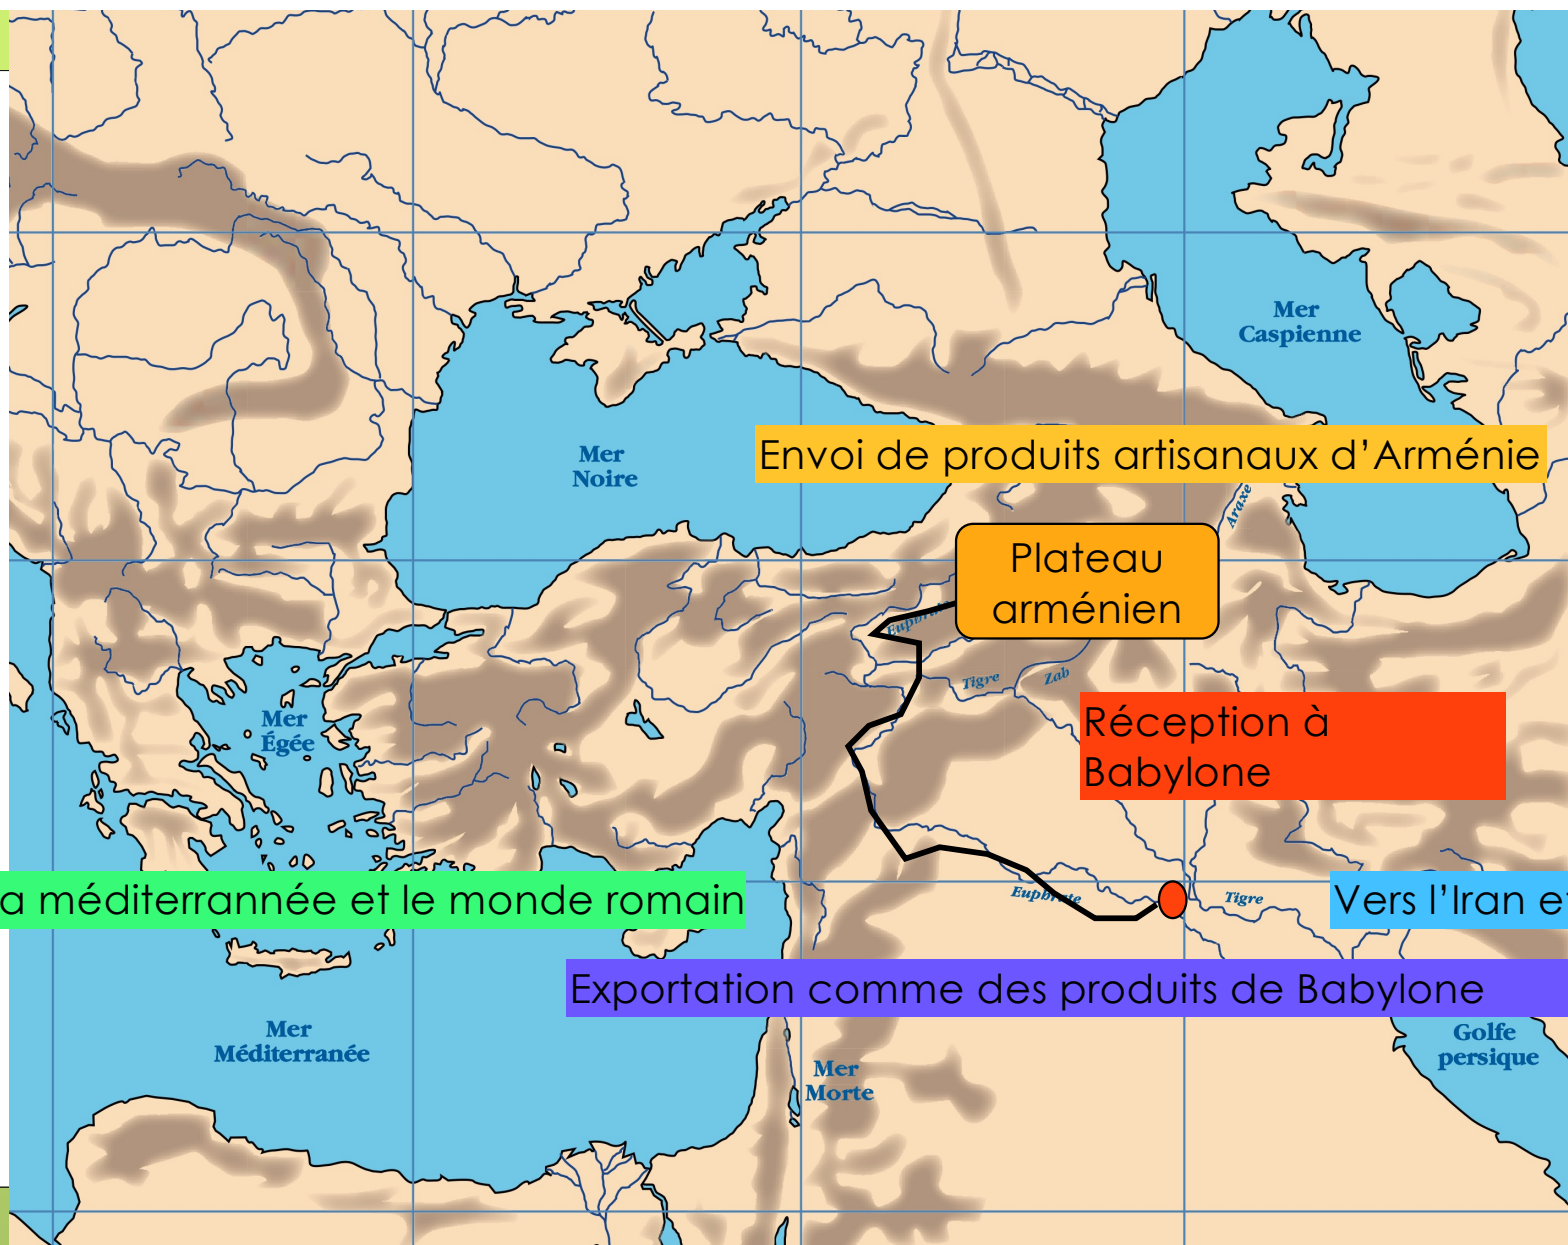 Mer
Caspienne
Mer
Noire
Envoi de produits artisanaux d’Arménie
Araxe
Plateau
arménien
Tigre
Zab
Mer
Égée
Réception à
Babylone
a méditerrannée et le monde romain
Euphrate
Tigre
Vers l’Iran et
Exportation comme des produits de Babylone
Mer
Méditerranée
Golfe
persique
Mer
Morte